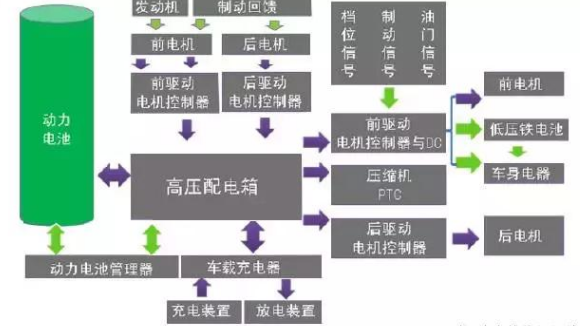 发动机
制动回馈
档位信号
制动信号
油门信号
前电机
后电机
前驱动
电机控制器
后驱动
电机控制器
动力
电池
前驱动
电机控制器与DC
前电机
低压铁电池
车身电器
高压配电箱
压缩机
PTC
后驱动
电机控制器
后电机
动力电池管理器
车载充电器
充电装置
放电装置